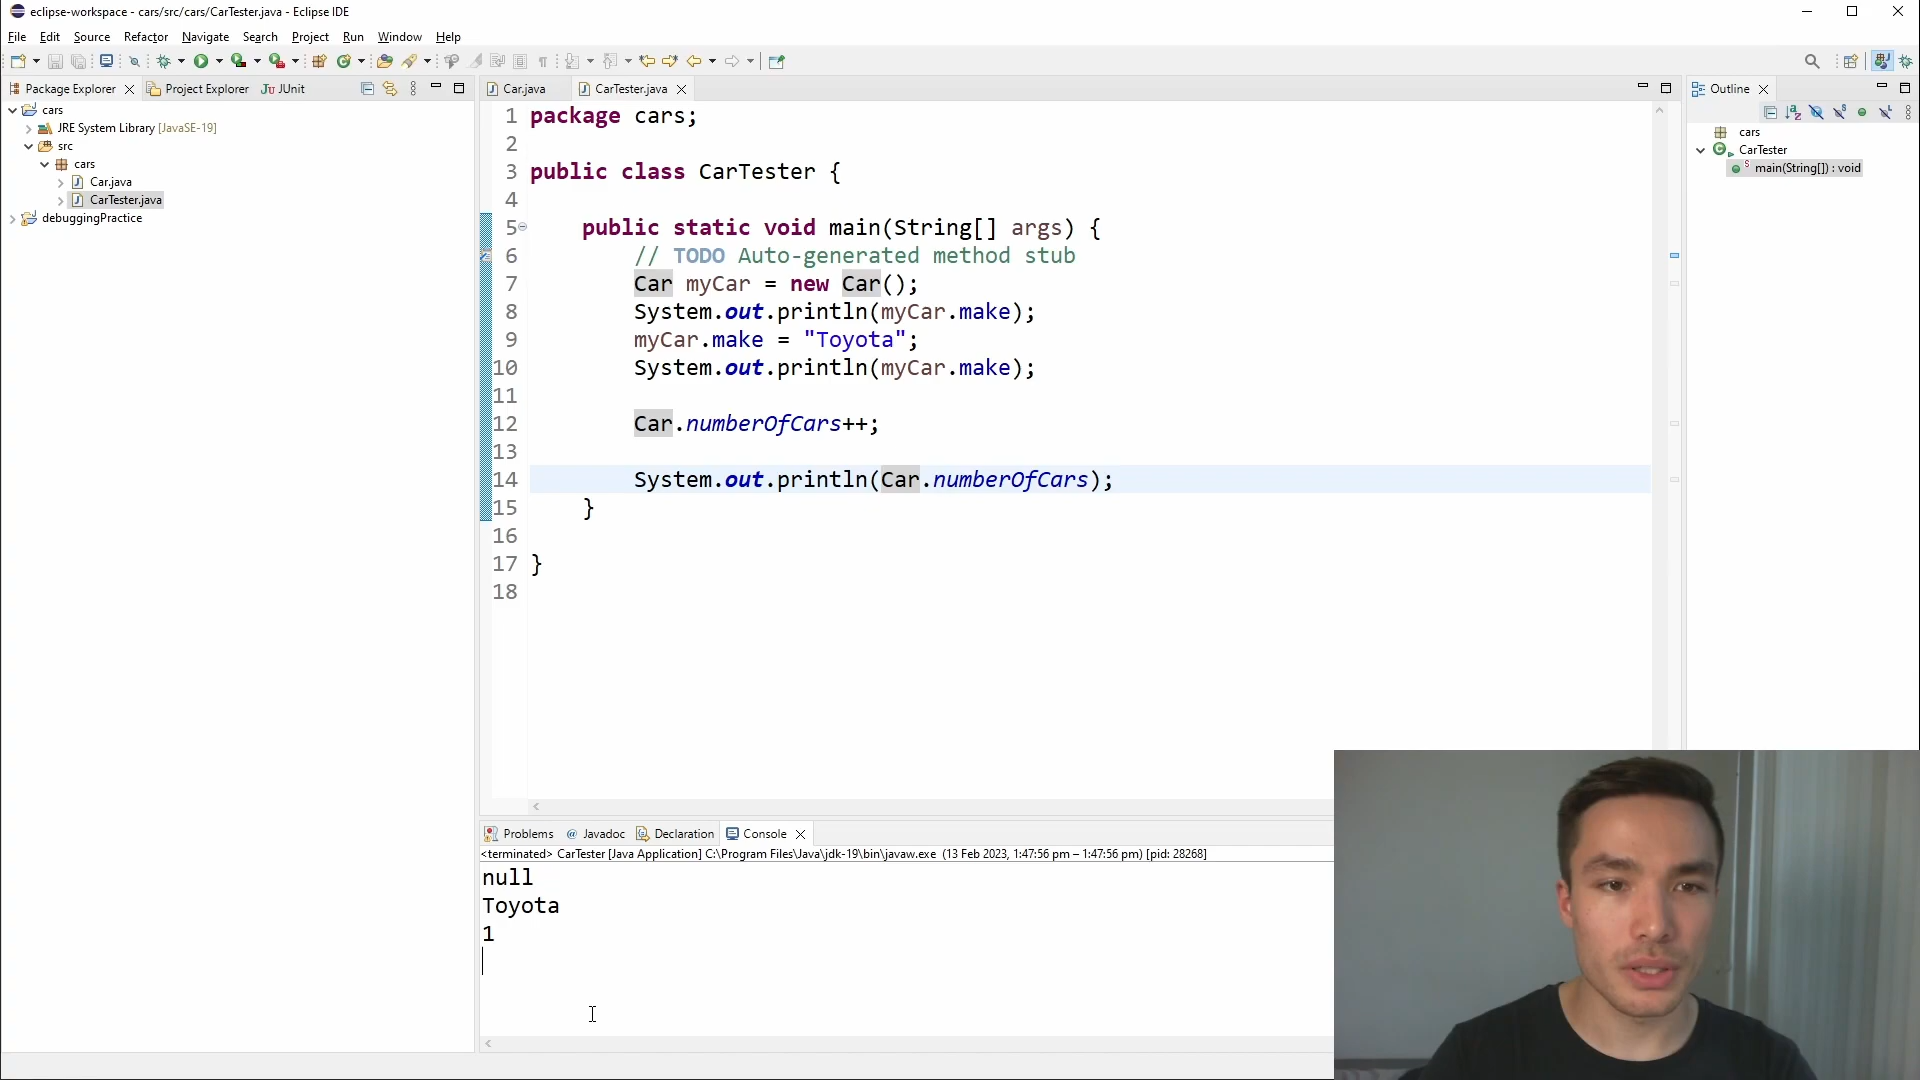 eclipse-workspace - cars/src/cars/CarTester.java - Eclipse IDE
File Edit Source Refactor Navigate Search Project Run Window Help
Package Explorer Project Explorer JUnit
Car.java CarTester.java
Outline
cars
JRE System Library [JavaSE-19]
src
cars
Car.java
CarTester.java
debuggingPractice
1 package cars;
2
3 public class CarTester {
4
5 public static void main(String[] args) {
6 // TODO Auto-generated method stub
7 Car myCar = new Car();
8 System.out.println(myCar.make);
9 myCar.make = "Toyota";
10 System.out.println(myCar.make);
11
12 Car.numberOfCars++;
13
14 System.out.println(Car.numberOfCars);
15 }
16
17 }
18
cars
CarTester
main(String[]) : void
Problems @ Javadoc Declaration Console
<terminated> CarTester [Java Application] C:\Program Files\Java\jdk-19\bin\javaw.exe (13 Feb 2023, 1:47:56 pm – 1:47:56 pm) [pid: 28268]
null
Toyota
1